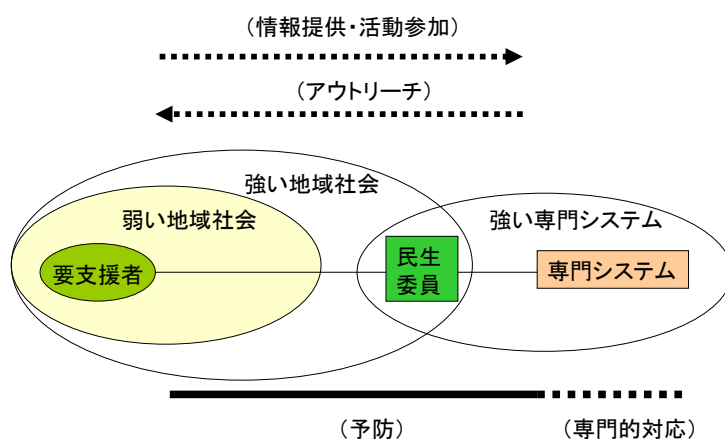 （情報提供・活動参加）
（アウトリーチ）
強い地域社会
弱い地域社会
強い専門システム
要支援者
民生
委員
専門システム
（予防）
（専門的対応）